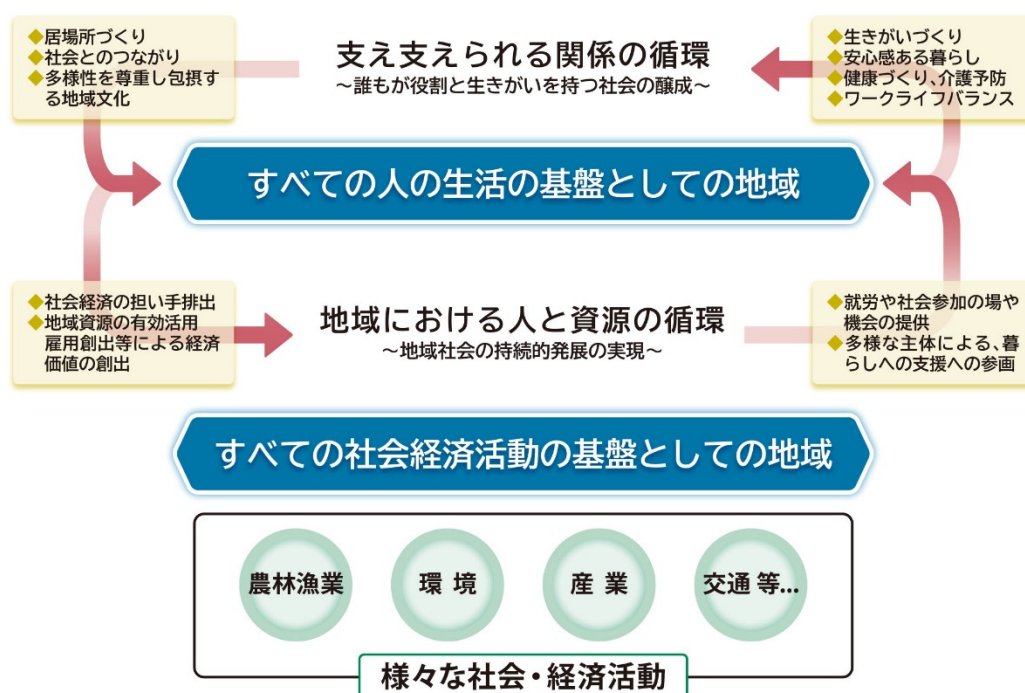 ◆居場所づくり
◆社会とのつながり
◆多様性を尊重し包摂す
る地域文化
支え支えられる関係の循環
～誰もが役割と生きがいを持つ社会の醸成～
◆生きがいづくり
◆安心感ある暮らし
◆健康づくり、介護予防
◆ワークライフバランス
すべての人の生活の基盤としての地域
◆社会経済の担い手排出
◆地域資源の有効活用
雇用創出等による経済
価値の創出
地域における人と資源の循環
～地域社会の持続的発展の実現～
◆就労や社会参加の場や
機会の提供
◆多様な主体による、暮
らしへの支援への参画
すべての社会経済活動の基盤としての地域
農林漁業
環 境
産 業
交通 等...
様々な社会・経済活動